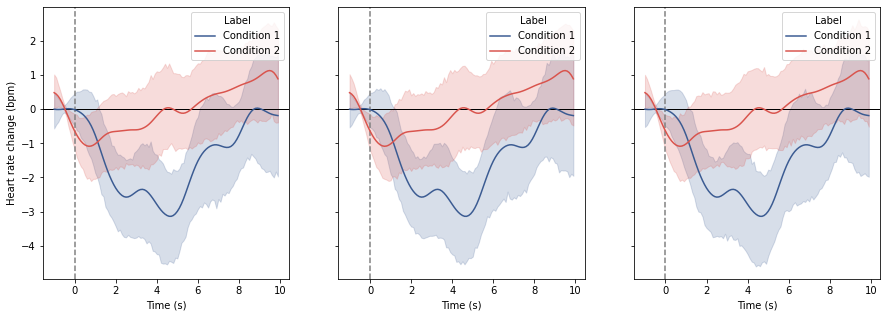 Heart rate change (bpm)
2
1
0
−1
−2
−3
−4
Label
Condition 1
Condition 2
0 2 4 6 8 10
Time (s)
Label
Condition 1
Condition 2
0 2 4 6 8 10
Time (s)
Label
Condition 1
Condition 2
0 2 4 6 8 10
Time (s)